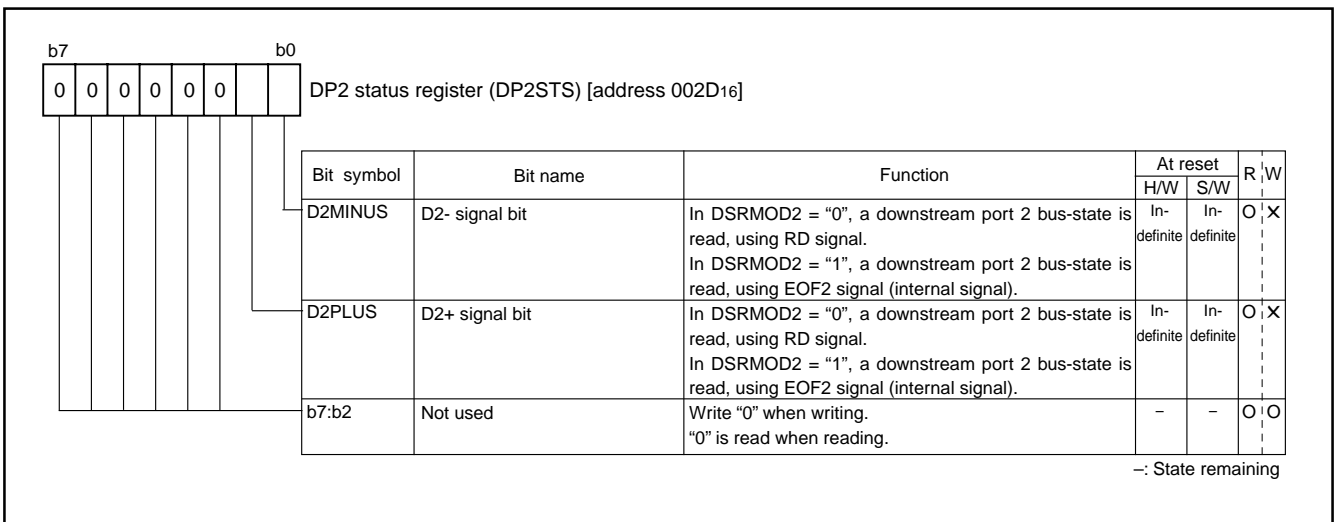 b7 b0
0 0 0 0 0 0 DP2 status register (DP2STS) [address 002D16]
Bit symbol Bit name Function At reset R W
H/W S/W
D2MINUS D2- signal bit In DSRMOD2 = “0”, a downstream port 2 bus-state is In- In- O ×
read, using RD signal. definite definite
In DSRMOD2 = “1”, a downstream port 2 bus-state is
read, using EOF2 signal (internal signal).
D2PLUS D2+ signal bit In DSRMOD2 = “0”, a downstream port 2 bus-state is In- In- O ×
read, using RD signal. definite definite
In DSRMOD2 = “1”, a downstream port 2 bus-state is
read, using EOF2 signal (internal signal).
b7:b2 Not used Write “0” when writing. – – O O
“0” is read when reading.
–: State remaining